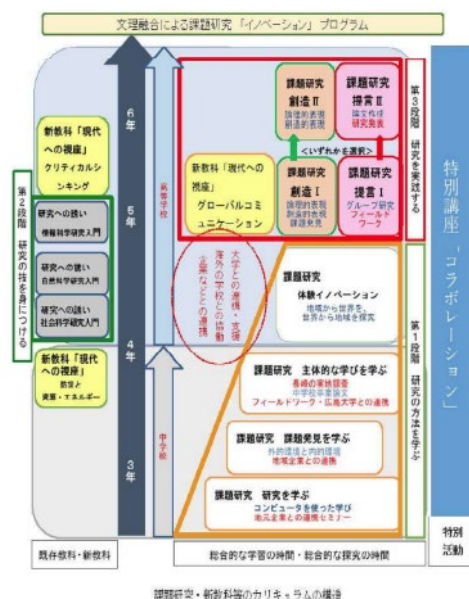 文理融合による課題研究「イノベーション」プログラム
6年
5年
4年
3年
高等学校
中学校
新教科「現代
への視座」
クリティカルシ
ンキング
第2段階 研究の技を身につける
研究への誘い
情報科学研究入門
研究への誘い
自然科学研究入門
研究への誘い
社会科学研究入門
新教科「現代
への視座」
防災と
資源・エネルギー
課題研究
創造Ⅱ
論理的表現
創造的表現
課題研究
提言Ⅱ
論文作成
研究発表
<いずれかを選択>
新教科「現代
への視座」
グローバルコミ
ュニケーション
課題研究
創造Ⅰ
論理的表現
創造的表現
課題発見
課題研究
提言Ⅰ
グループ研究
フィールド
ワーク
第3段階 研究を実践する
大学との連携・支援
海外の学校との協働
企業などとの連携
課題研究
体験イノベーション
地域から世界を、
世界から地域を探究
課題研究 主体的な学びを学ぶ
長崎の実地調査
中学校卒業論文
フィールドワーク・広島大学との連携
課題研究 課題発見を学ぶ
外的環境と内的環境
地域企業との連携
課題研究 研究を学ぶ
コンピュータを使った学び
地元企業との連携セミナー
第1段階 研究の方法を学ぶ
特別講座「コラボレーション」
既存教科・新教科
総合的な学習の時間・総合的な探究の時間
特別
活動
課題研究・新教科等のカリキュラムの構造